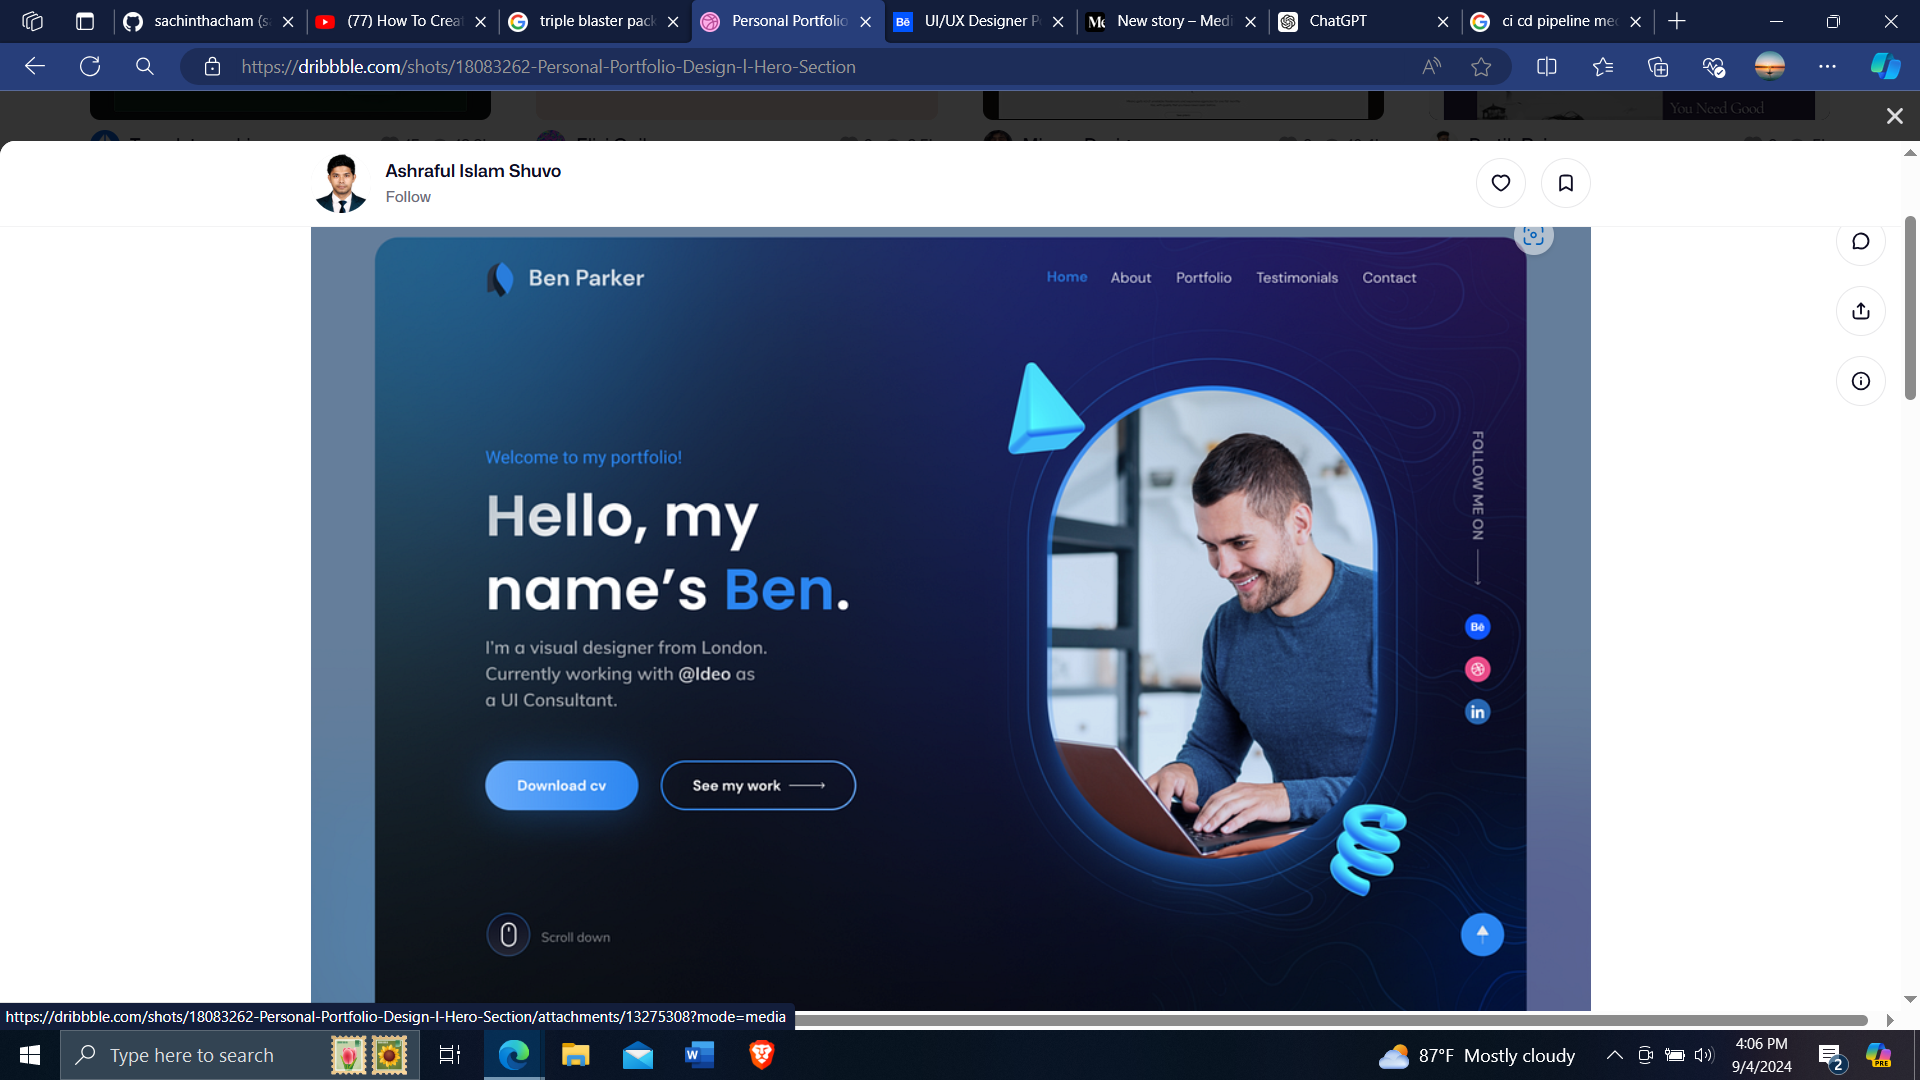 sachinthacham (s
(77) How To Crea
triple blaster pac
Personal Portfolio
UI/UX Designer P
New story – Medi
ChatGPT
ci cd pipeline me
https://dribbble.com/shots/18083262-Personal-Portfolio-Design-l-Hero-Section
You Need Good
Ashraful Islam Shuvo
Follow
Ben Parker
Home About Portfolio Testimonials Contact
Welcome to my portfolio!
Hello, my
name’s Ben.
I’m a visual designer from London.
Currently working with @Ideo as
a UI Consultant.
Download cv
See my work
FOLLOW ME ON
Bē
in
Scroll down
https://dribbble.com/shots/18083262-Personal-Portfolio-Design-l-Hero-Section/attachments/13275308?mode=media
Type here to search
87°F Mostly cloudy
4:06 PM
9/4/2024
2